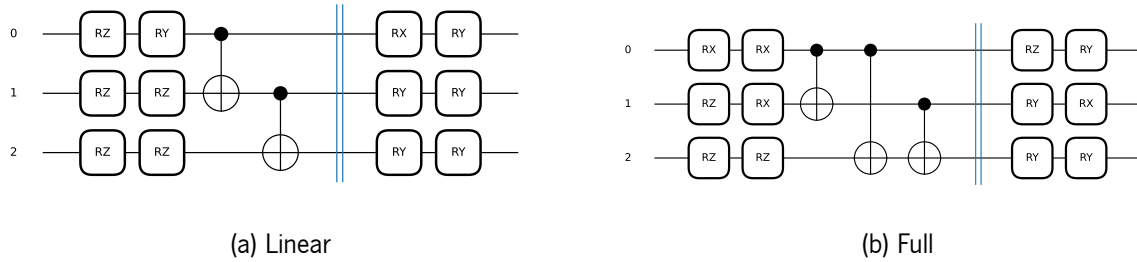 0 RZ RY RX RY
1 RZ RZ RY RY
2 RZ RZ RY RY
(a) Linear
0 RX RX RZ RY
1 RZ RX RY RX
2 RZ RZ RY RY
(b) Full